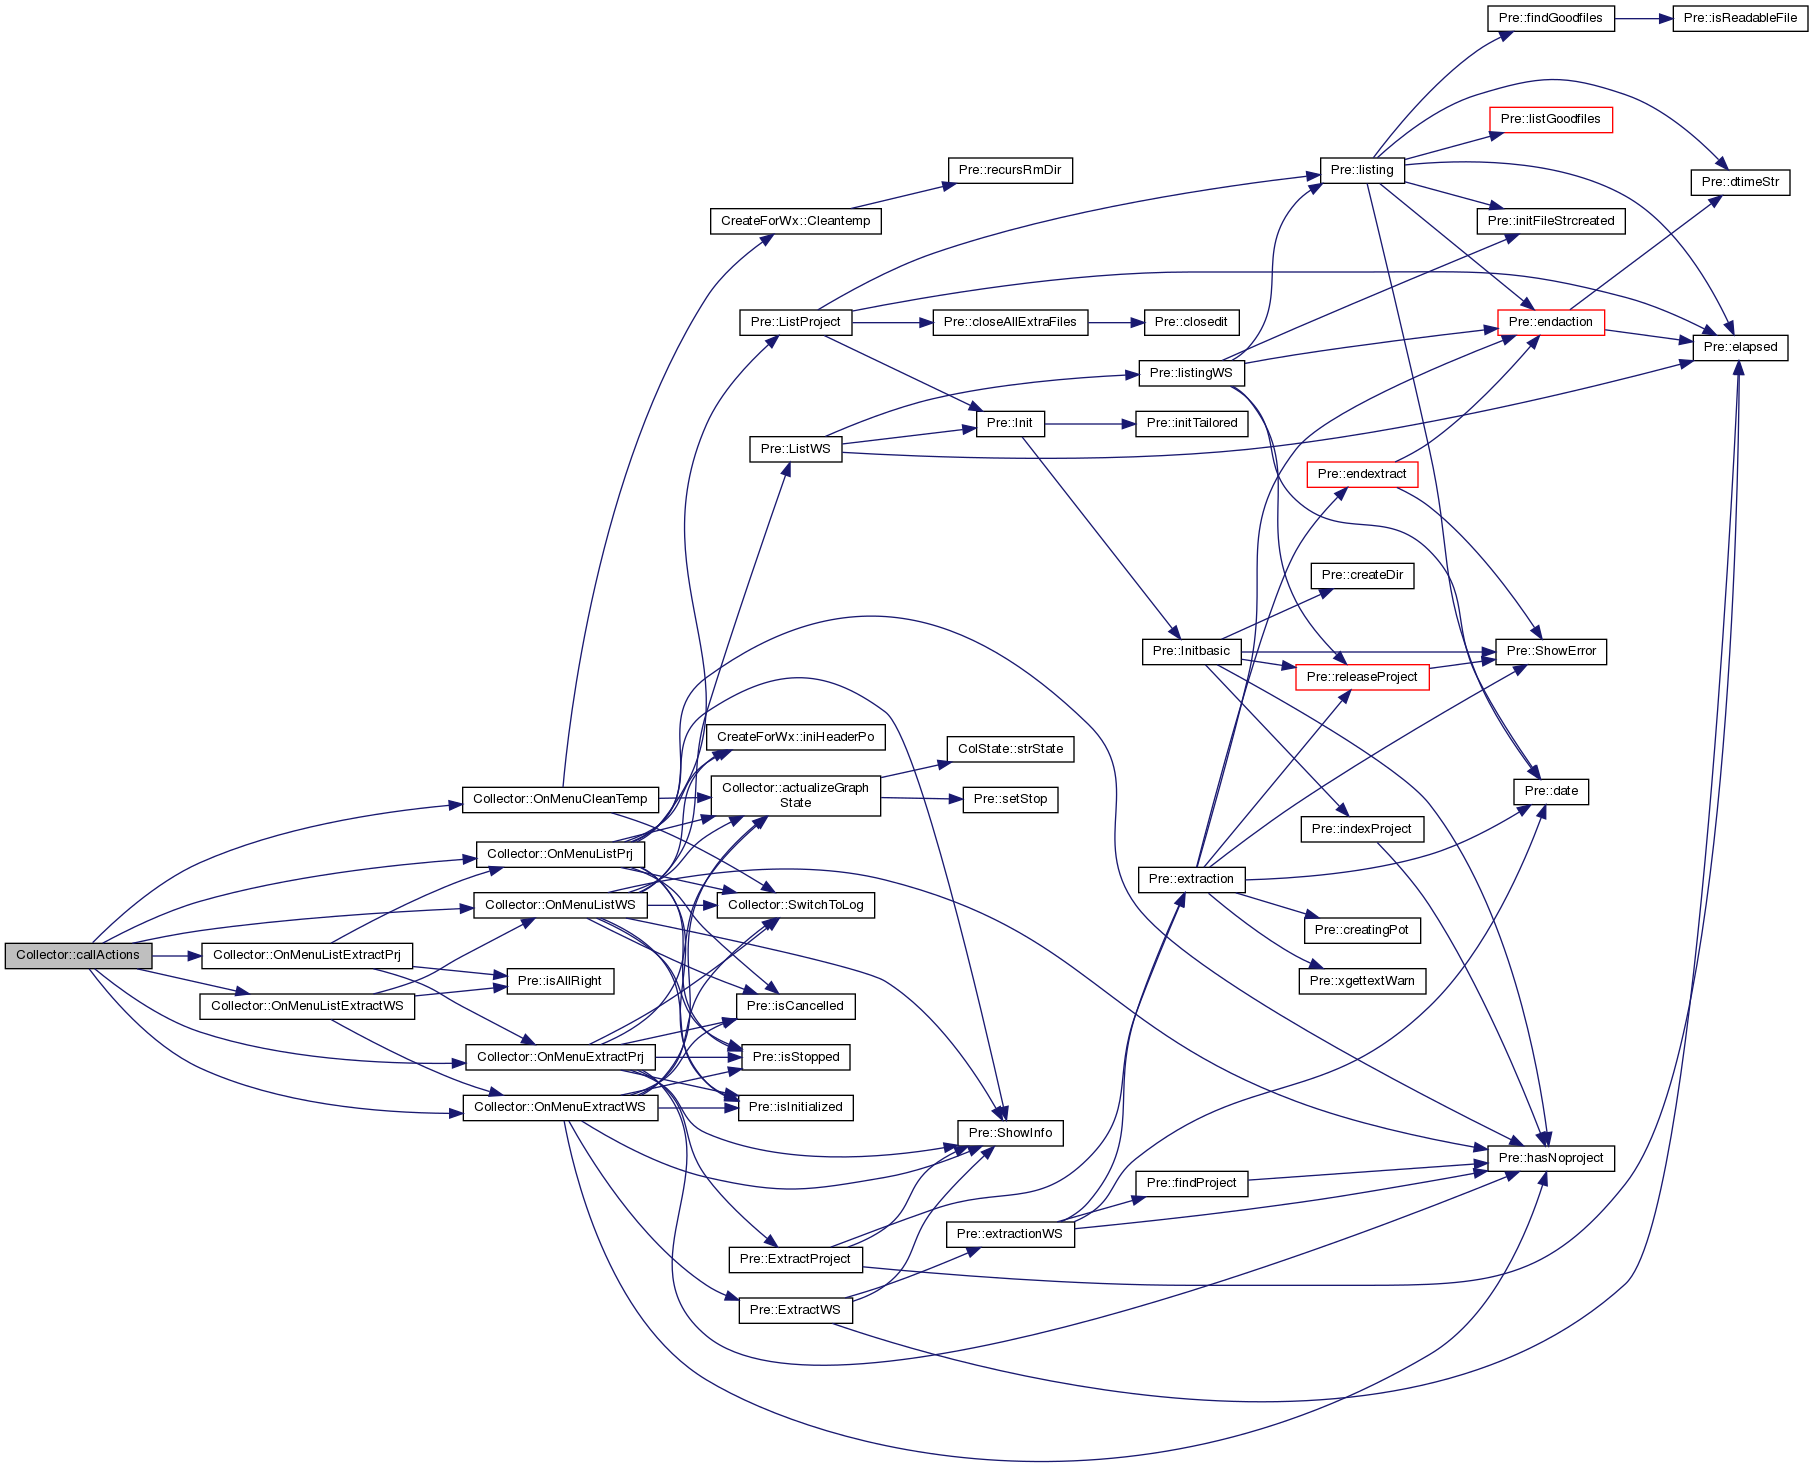 Pre::findGoodfiles
Pre::isReadableFile
Pre::listGoodfiles
Pre::recursRmDir
Pre::listing
Pre::dtimeStr
CreateForWx::Cleantemp
Pre::initFileStrcreated
Pre::ListProject
Pre::closeAllExtraFiles
Pre::closedit
Pre::endaction
Pre::elapsed
Pre::listingWS
Pre::Init
Pre::initTailored
Pre::ListWS
Pre::endextract
Pre::createDir
Pre::Initbasic
Pre::ShowError
Pre::releaseProject
CreateForWx::iniHeaderPo
ColState::strState
Collector::actualizeGraph
State
Pre::setStop
Pre::date
Collector::OnMenuCleanTemp
Pre::indexProject
Collector::OnMenuListPrj
Pre::extraction
Collector::OnMenuListWS
Collector::SwitchToLog
Pre::creatingPot
Collector::callActions
Collector::OnMenuListExtractPrj
Pre::isAllRight
Pre::xgettextWarn
Collector::OnMenuListExtractWS
Pre::isCancelled
Collector::OnMenuExtractPrj
Pre::isStopped
Collector::OnMenuExtractWS
Pre::isInitialized
Pre::ShowInfo
Pre::hasNoproject
Pre::findProject
Pre::extractionWS
Pre::ExtractProject
Pre::ExtractWS